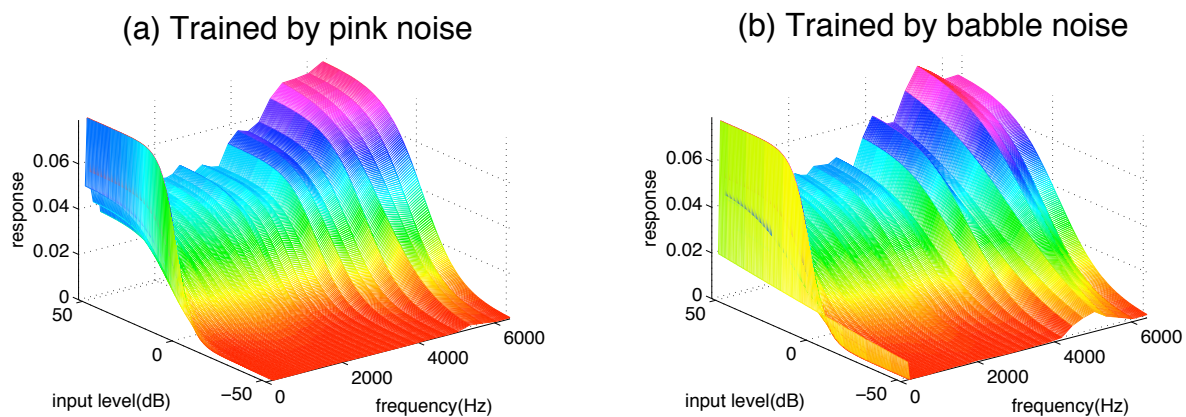 (a) Trained by pink noise
0.06
0.04
0.02
0
response
50
0
−50
input level(dB)
0
2000
4000
6000
frequency(Hz)
(b) Trained by babble noise
0.06
0.04
0.02
0
response
50
0
−50
input level(dB)
0
2000
4000
6000
frequency(Hz)